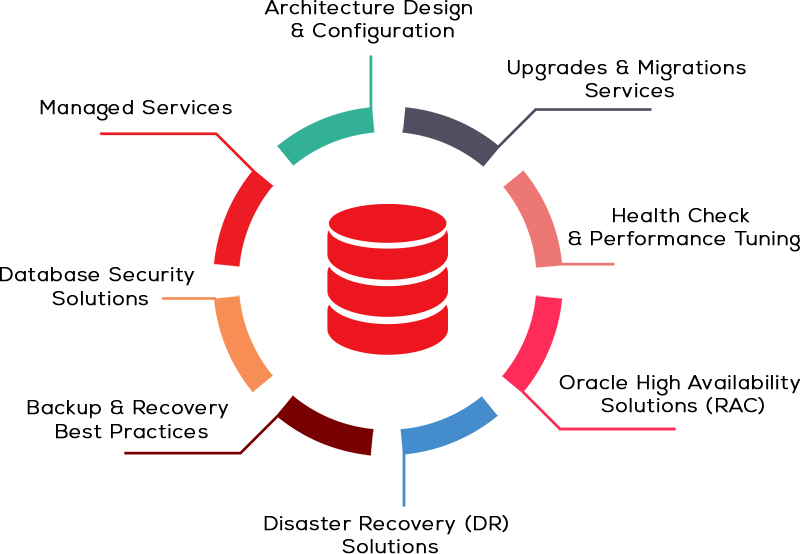 Architecture Design
& Configuration
Upgrades & Migrations
Services
Managed Services
Health Check
& Performance Tuning
Database Security
Solutions
Oracle High Availability
Solutions (RAC)
Backup & Recovery
Best Practices
Disaster Recovery (DR)
Solutions